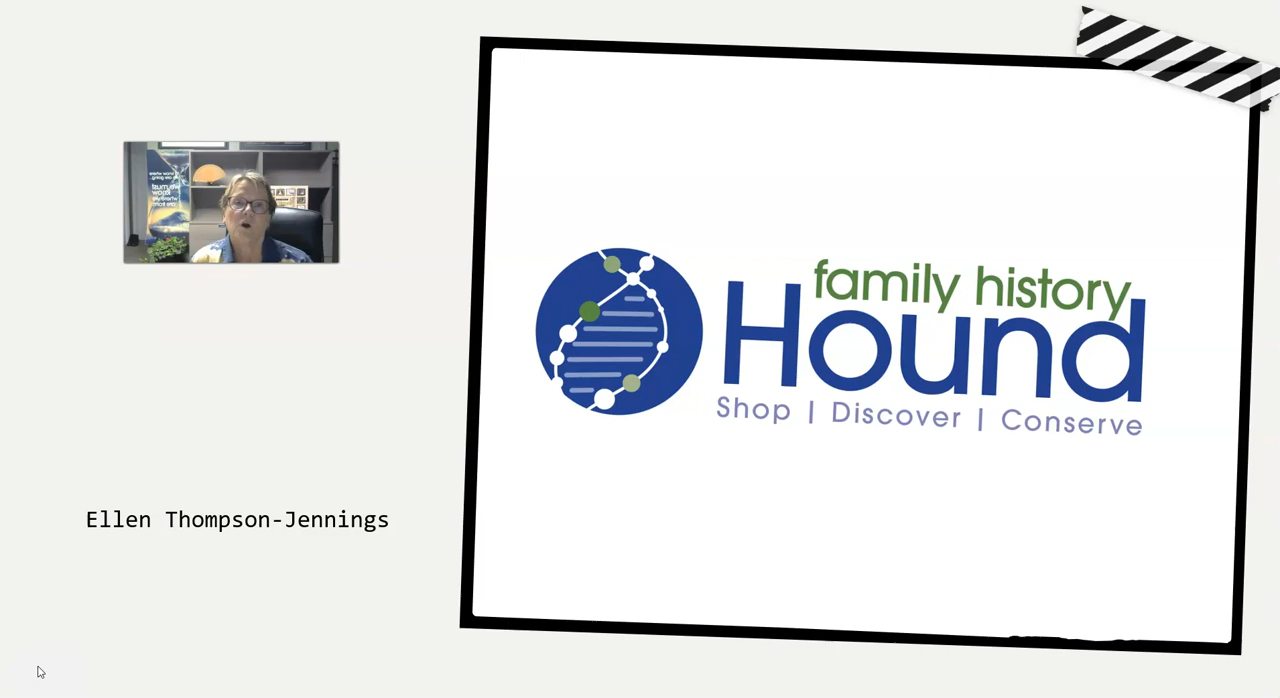 Ellen Thompson-Jennings
family history
Hound
Shop | Discover | Conserve